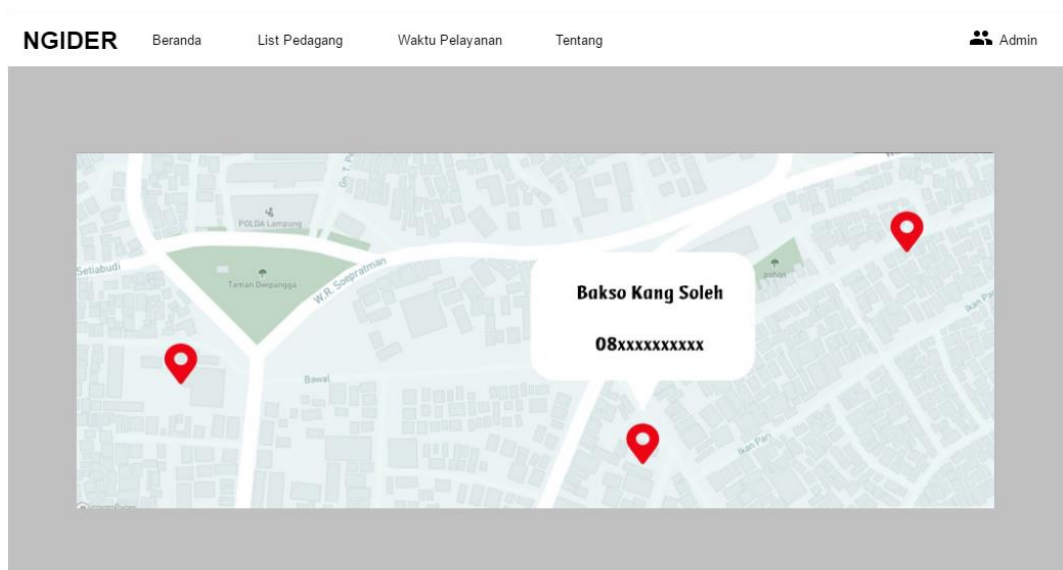 NGIDER Beranda List Pedagang Waktu Pelayanan Tentang Admin
POLDA Lampung
Setiabudi
Taman Dwipangga
W.R. Soepratman
Bakso Kang Soleh
08xxxxxxxxxx
Bawal
Ikan Pari